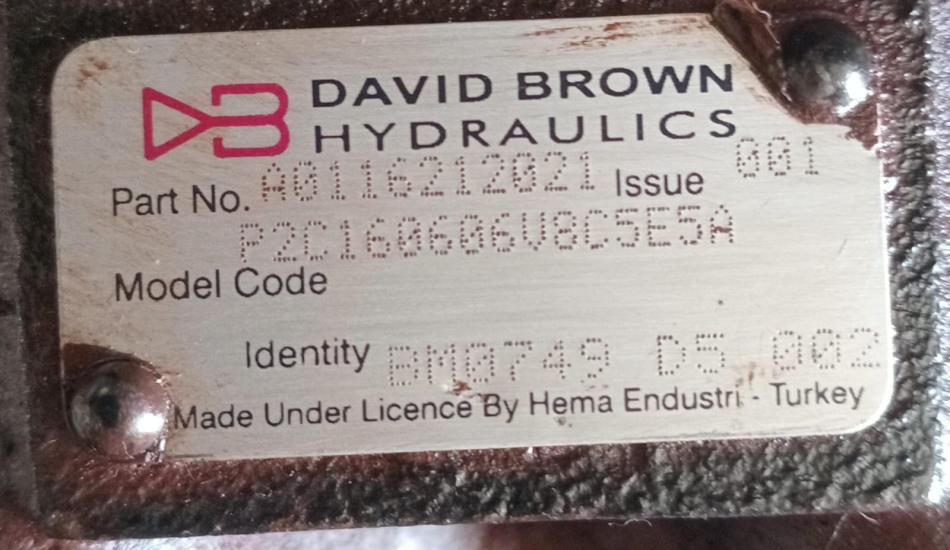 DAVID BROWN
HYDRAULICS
Part No. A0116212021 Issue 001
P2C160606V8C5E5A
Model Code
Identity BM0749 D5 002
Made Under Licence By Hema Endustri - Turkey